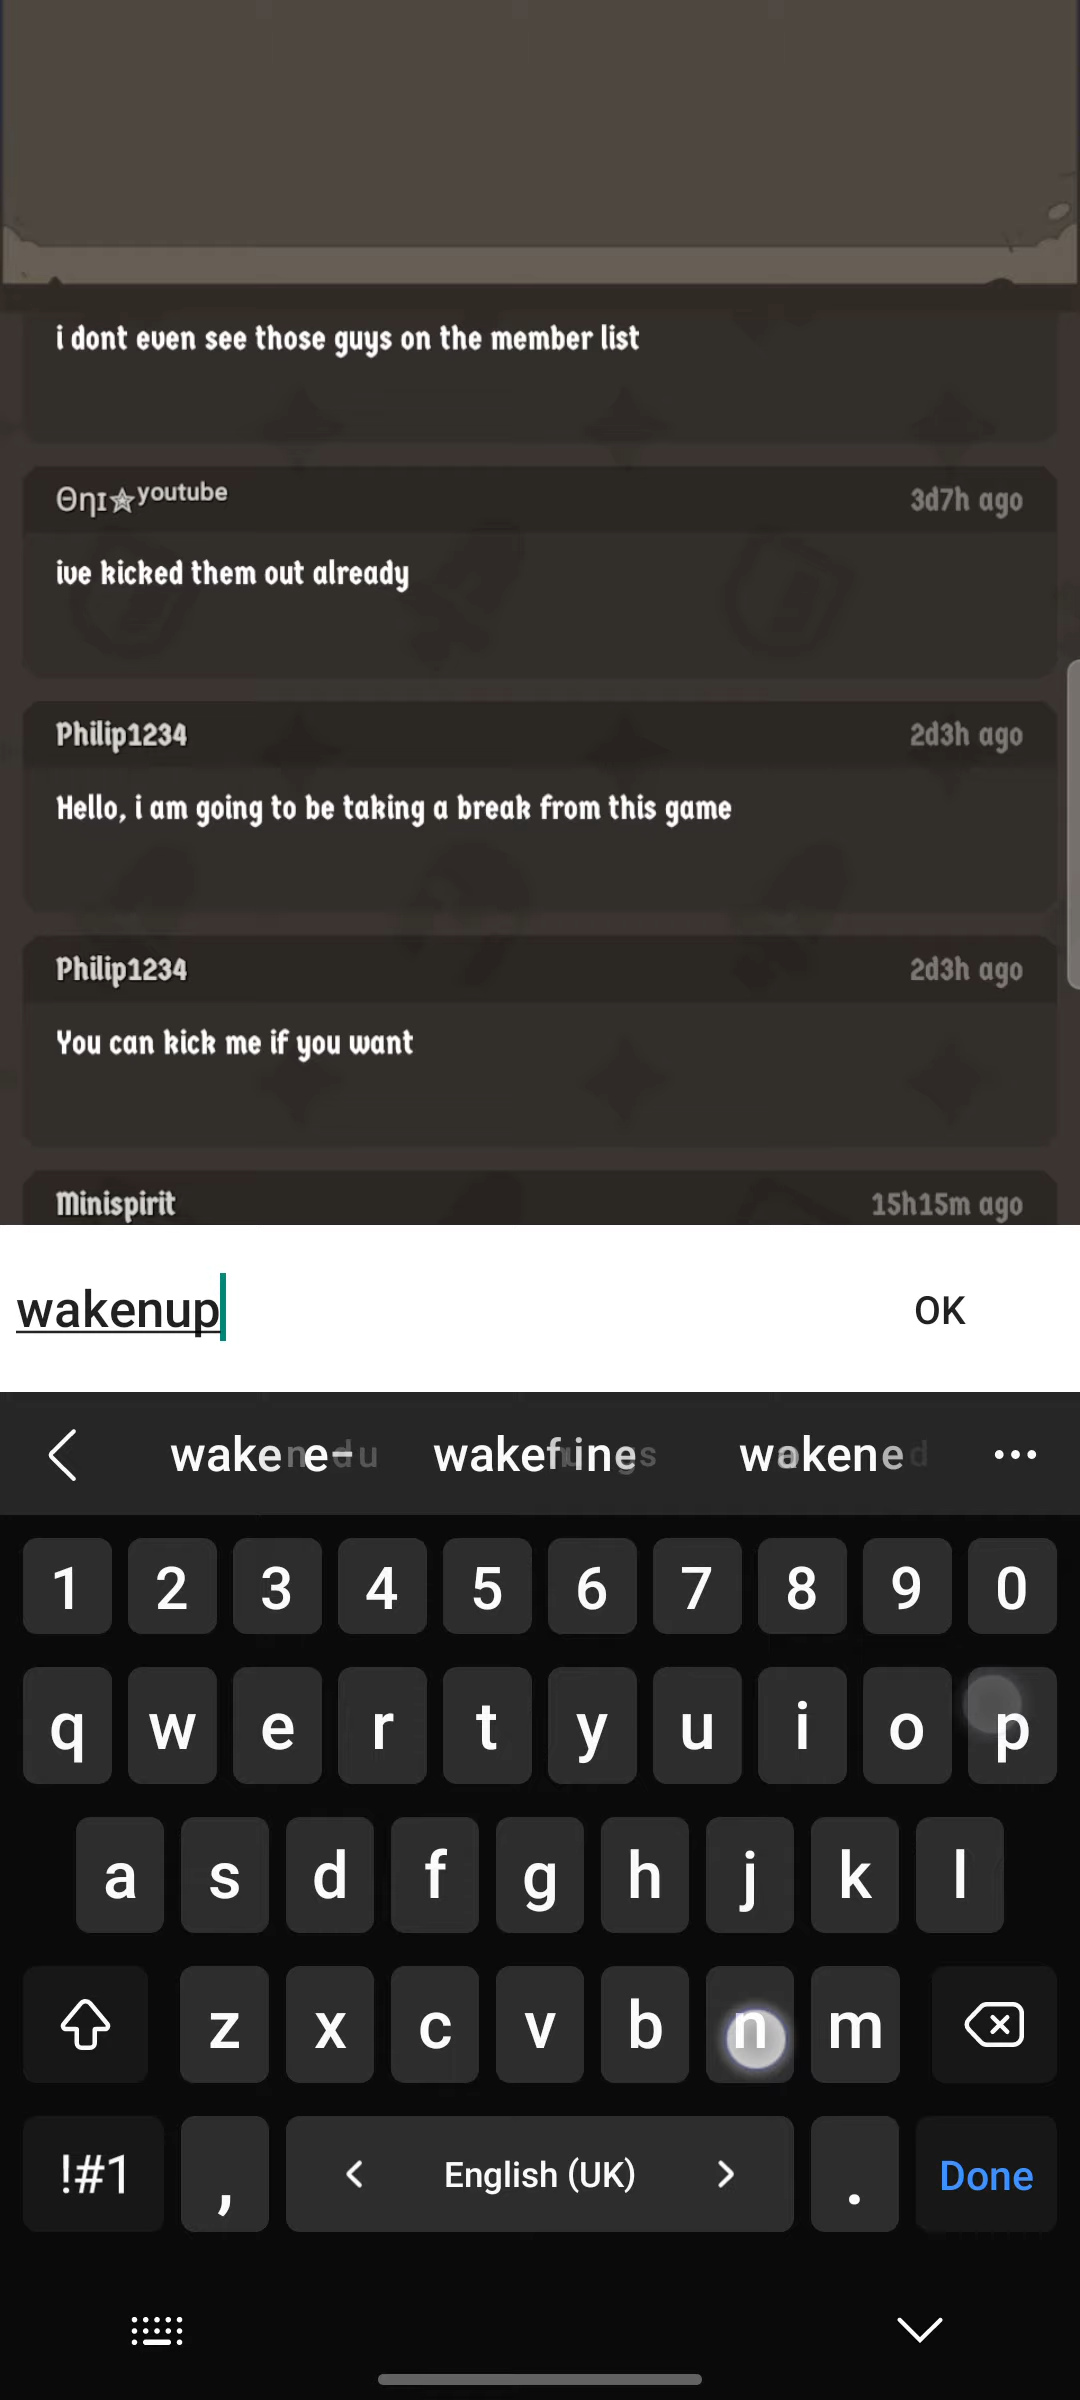 i dont even see those guys on the member list
Θηɪ✯ʸᵒᵘᵗᵘᵇᵉ 3d7h ago
ive kicked them out already
Philip1234 2d3h ago
Hello, i am going to be taking a break from this game
Philip1234 2d3h ago
You can kick me if you want
Minispirit 15h15m ago
wakenup OK
1 2 3 4 5 6 7 8 9 0
q w e r t y u i o p
a s d f g h j k l
z x c v b n m
!#1 , English (UK) . Done